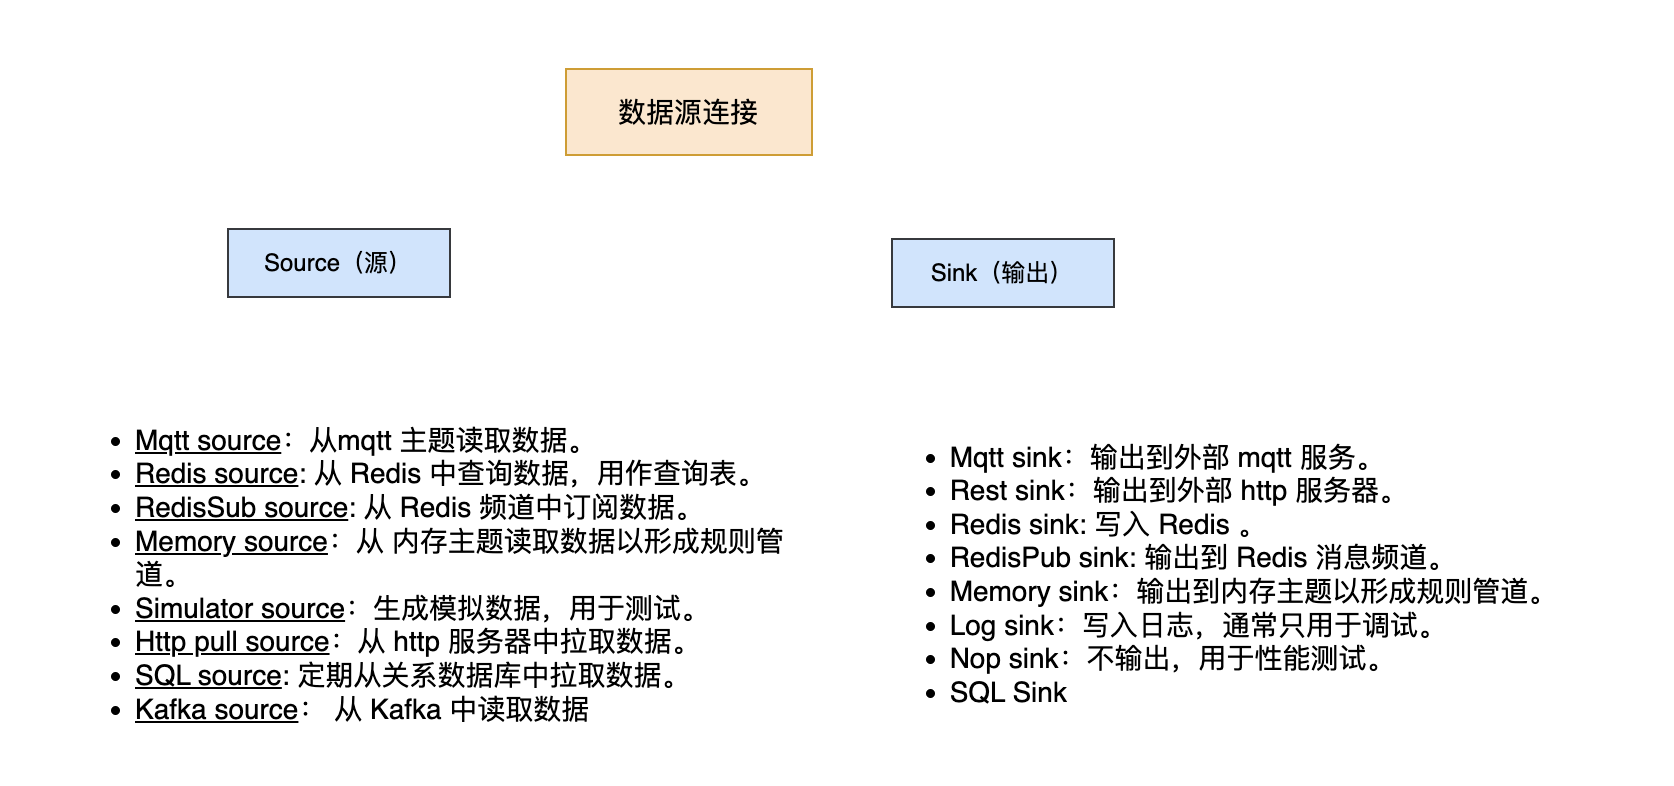 数据源连接
Source（源）
Sink（输出）
Mqtt source：从mqtt 主题读取数据。
Redis source: 从 Redis 中查询数据，用作查询表。
RedisSub source: 从 Redis 频道中订阅数据。
Memory source：从 内存主题读取数据以形成规则管
道。
Simulator source：生成模拟数据，用于测试。
Http pull source：从 http 服务器中拉取数据。
SQL source: 定期从关系数据库中拉取数据。
Kafka source： 从 Kafka 中读取数据
Mqtt sink：输出到外部 mqtt 服务。
Rest sink：输出到外部 http 服务器。
Redis sink: 写入 Redis 。
RedisPub sink: 输出到 Redis 消息频道。
Memory sink：输出到内存主题以形成规则管道。
Log sink：写入日志，通常只用于调试。
Nop sink：不输出，用于性能测试。
SQL Sink